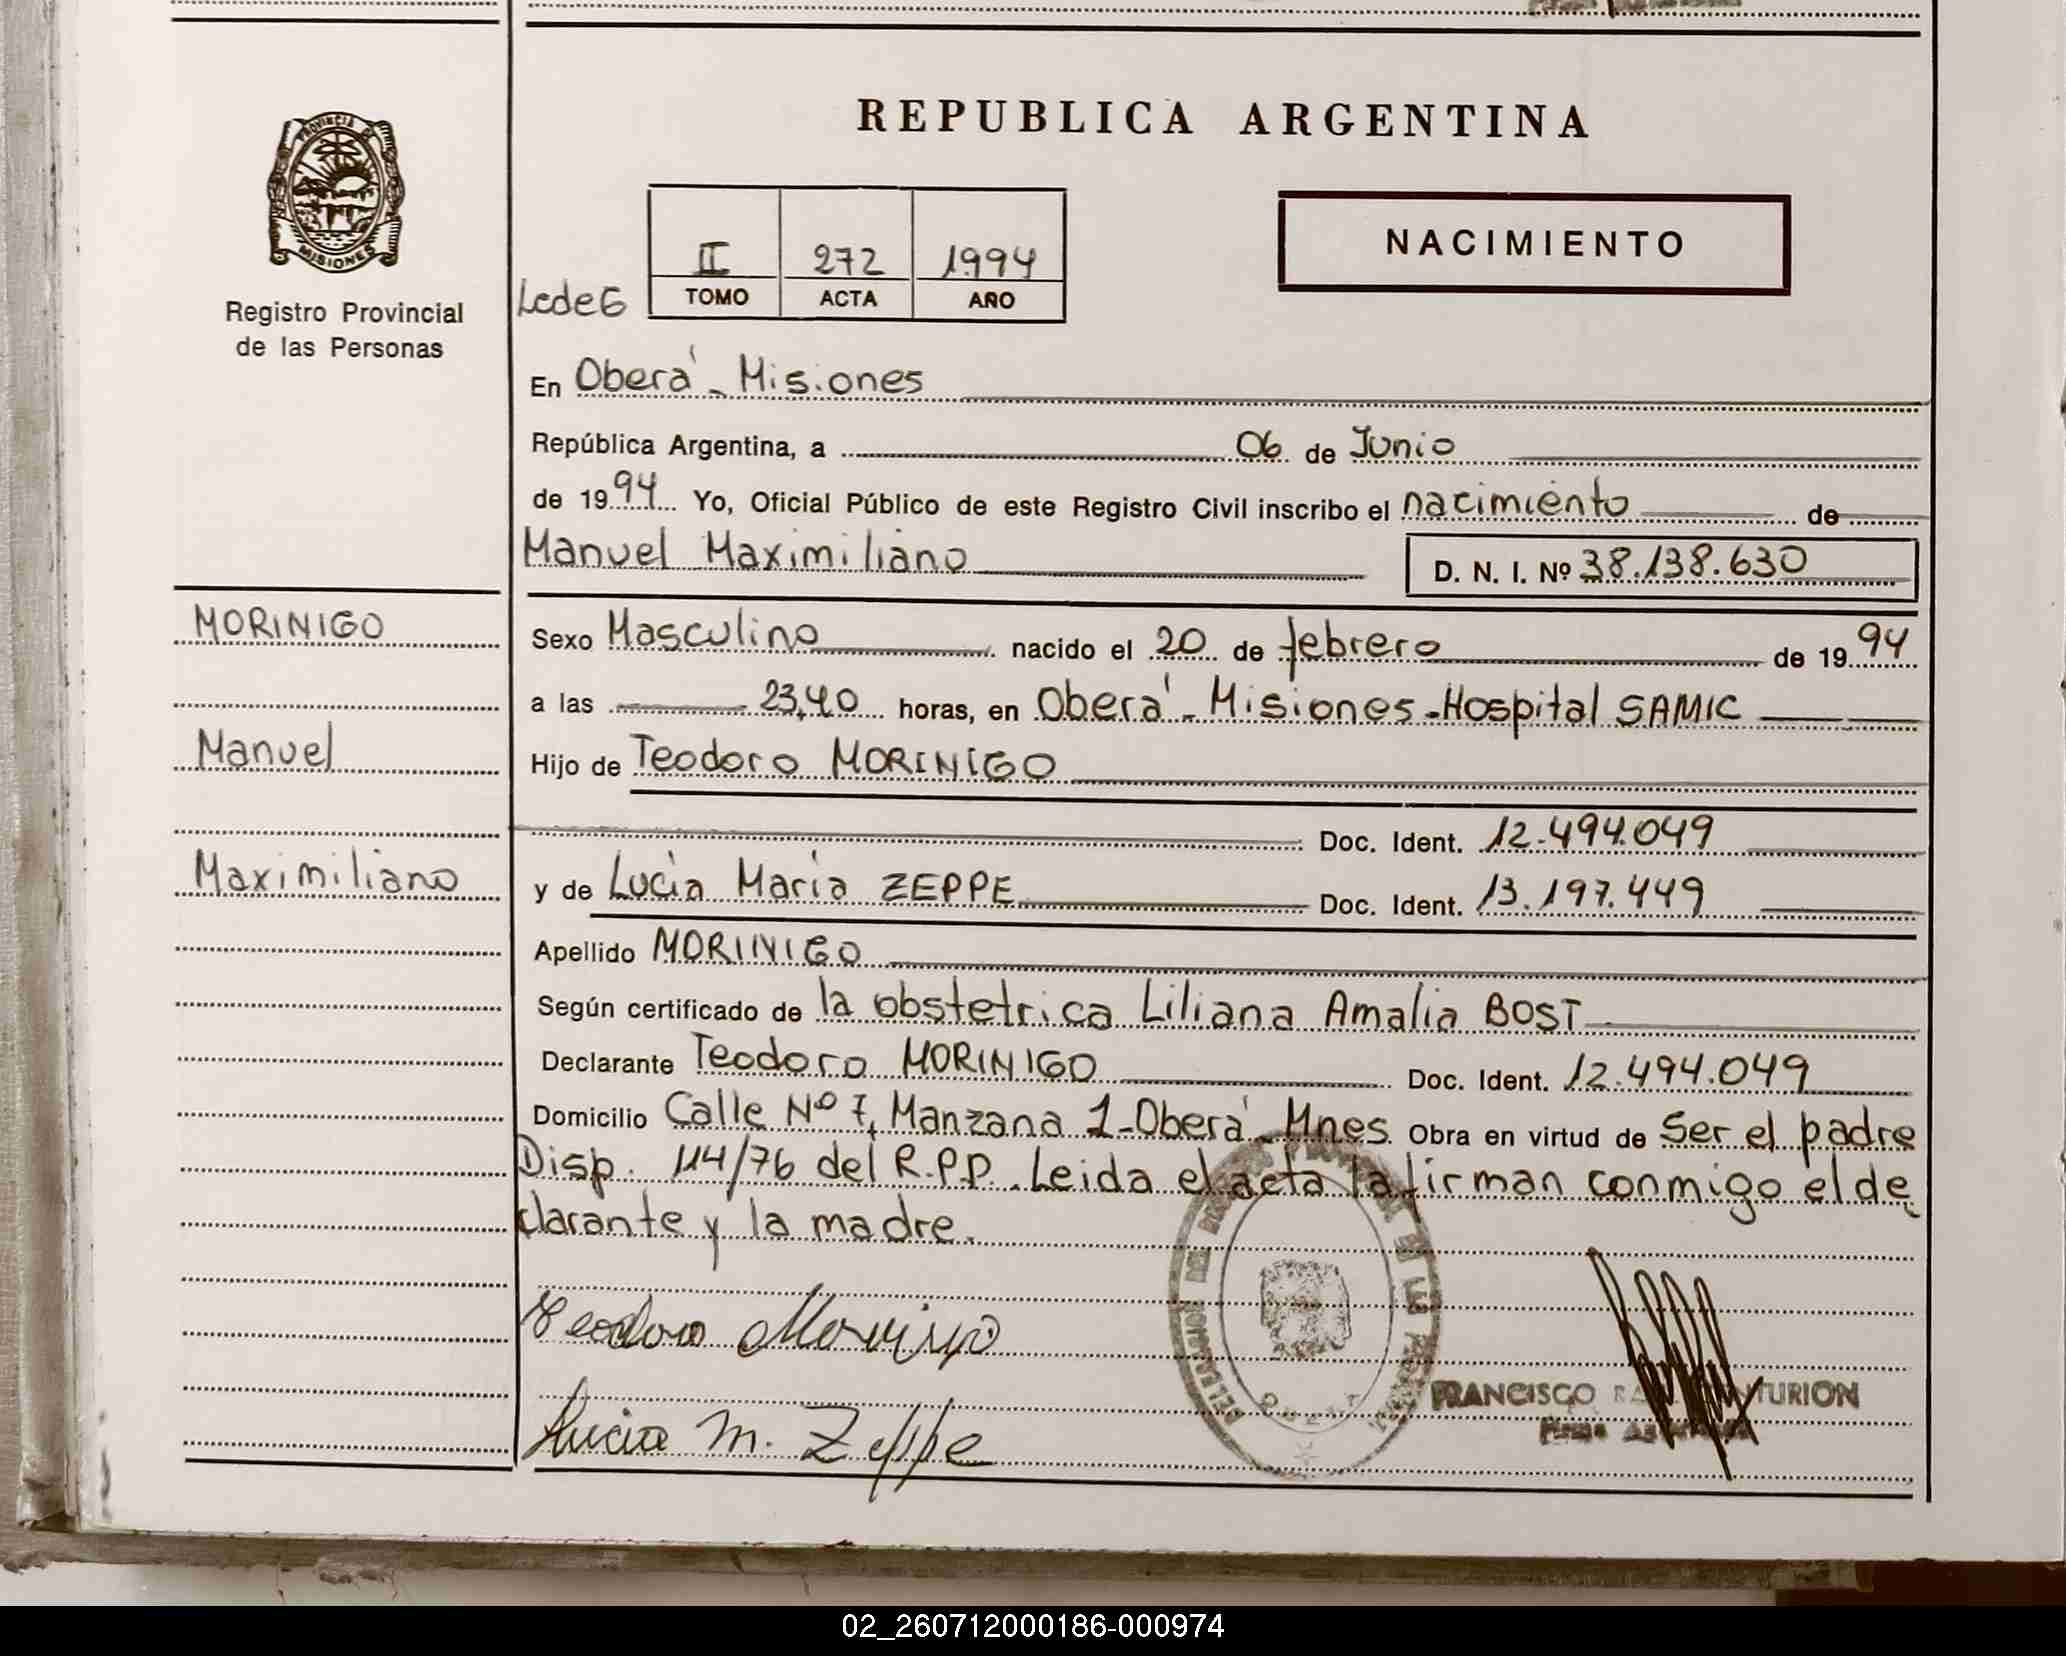 REPUBLICA ARGENTINA
PROVINCIA DE MISIONES
Registro Provincial
de las Personas
NACIMIENTO
II 272 1994
TOMO ACTA AÑO
En Oberá - Misiones
República Argentina, a 06 de Junio
de 1994 Yo, Oficial Público de este Registro Civil inscribo el nacimiento de
Manuel Maximiliano D. N. I. Nº 38.138.630
MORINIGO
Manuel
Maximiliano
Sexo Masculino nacido el 20 de febrero de 1994
a las 23,40 horas, en Oberá - Misiones - Hospital SAMIC
Hijo de Teodoro MORINIGO
Doc. Ident. 12.494.049
y de Lucia Maria ZEPPE Doc. Ident. 13.197.449
Apellido MORINIGO
Según certificado de la obstetrica Liliana Amalia BOST
Declarante Teodoro MORINIGO Doc. Ident. 12.494.049
Domicilio Calle Nº 7, Manzana 1 - Oberá - Mnes. Obra en virtud de Ser el padre
Disp. 114/76 del R.P.P. Leida el acta la firman conmigo el de
clarante y la madre.
Teodoro Morinigo
Lucia M. Zeppe
FRANCISCO
02_260712000186-000974